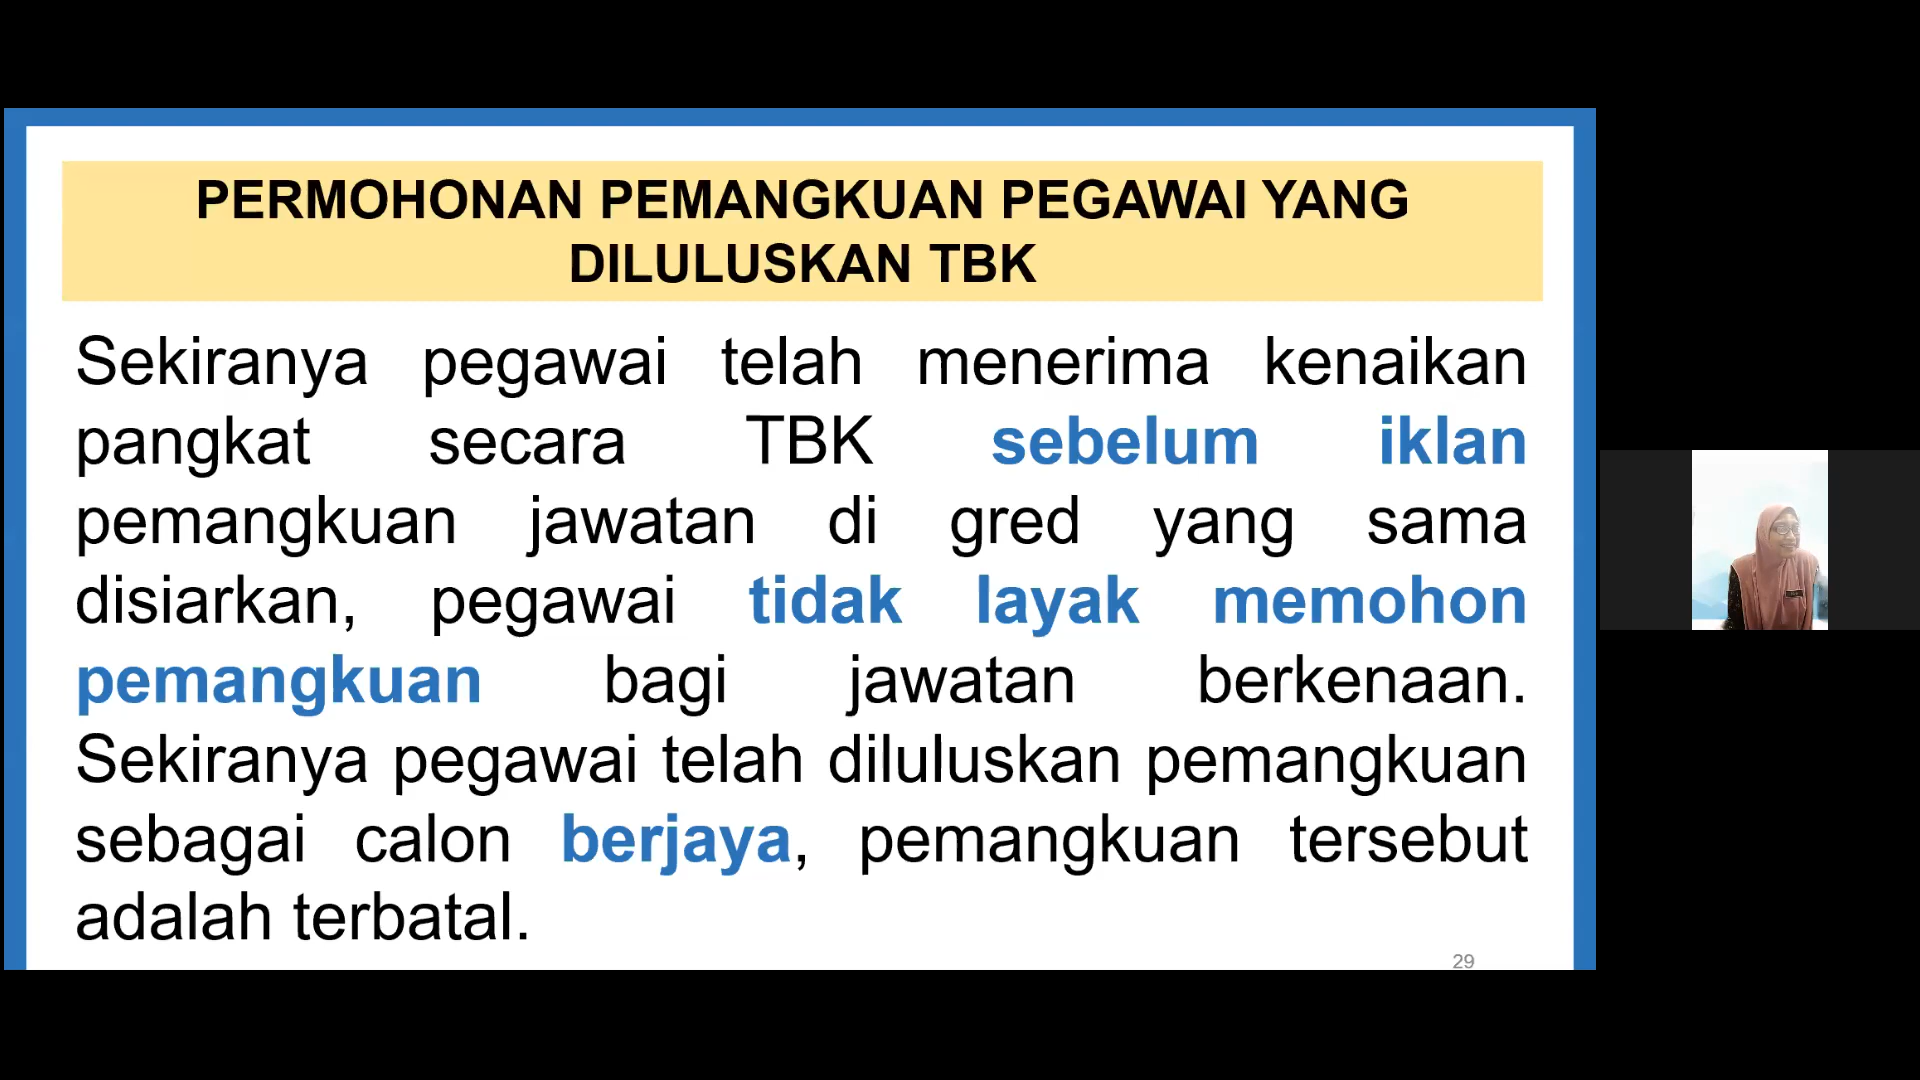 PERMOHONAN PEMANGKUAN PEGAWAI YANG
DILULUSKAN TBK
Sekiranya pegawai telah menerima kenaikan
pangkat secara TBK sebelum iklan
pemangkuan jawatan di gred yang sama
disiarkan, pegawai tidak layak memohon
pemangkuan bagi jawatan berkenaan.
Sekiranya pegawai telah diluluskan pemangkuan
sebagai calon berjaya, pemangkuan tersebut
adalah terbatal.
29